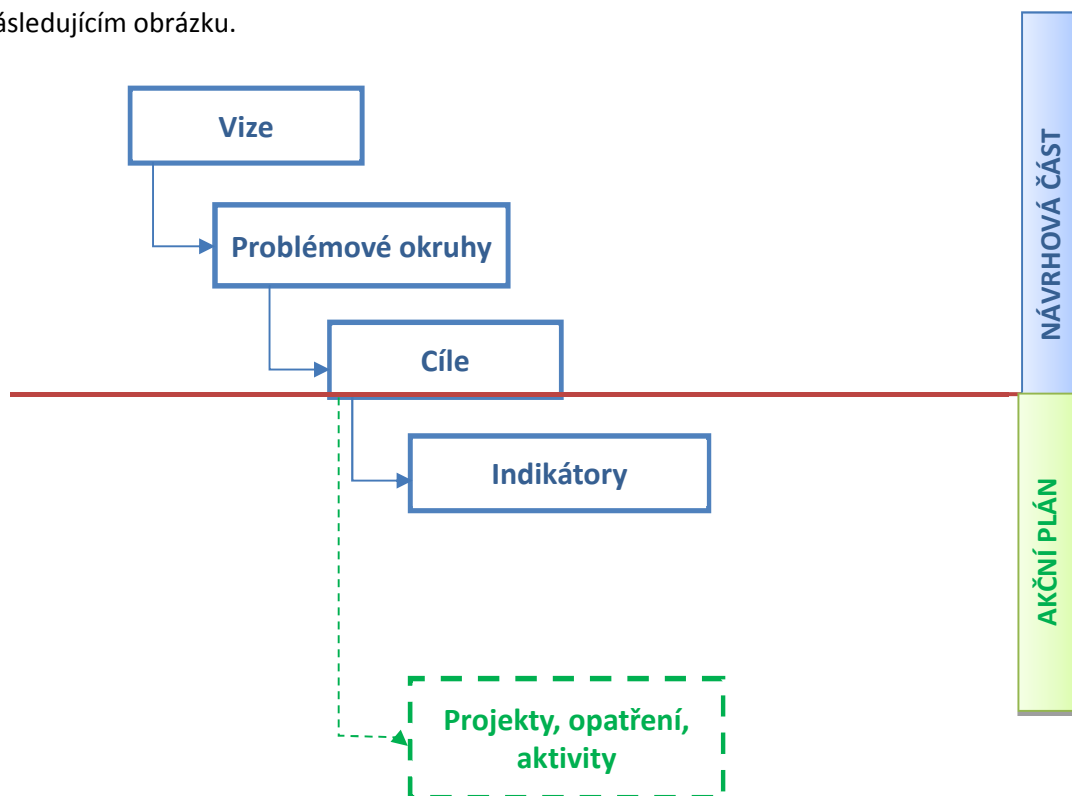 ásledujícím obrázku.
Vize
Problémové okruhy
Cíle
Indikátory
Projekty, opatření,
aktivity
NÁVRHOVÁ ČÁST
AKČNÍ PLÁN